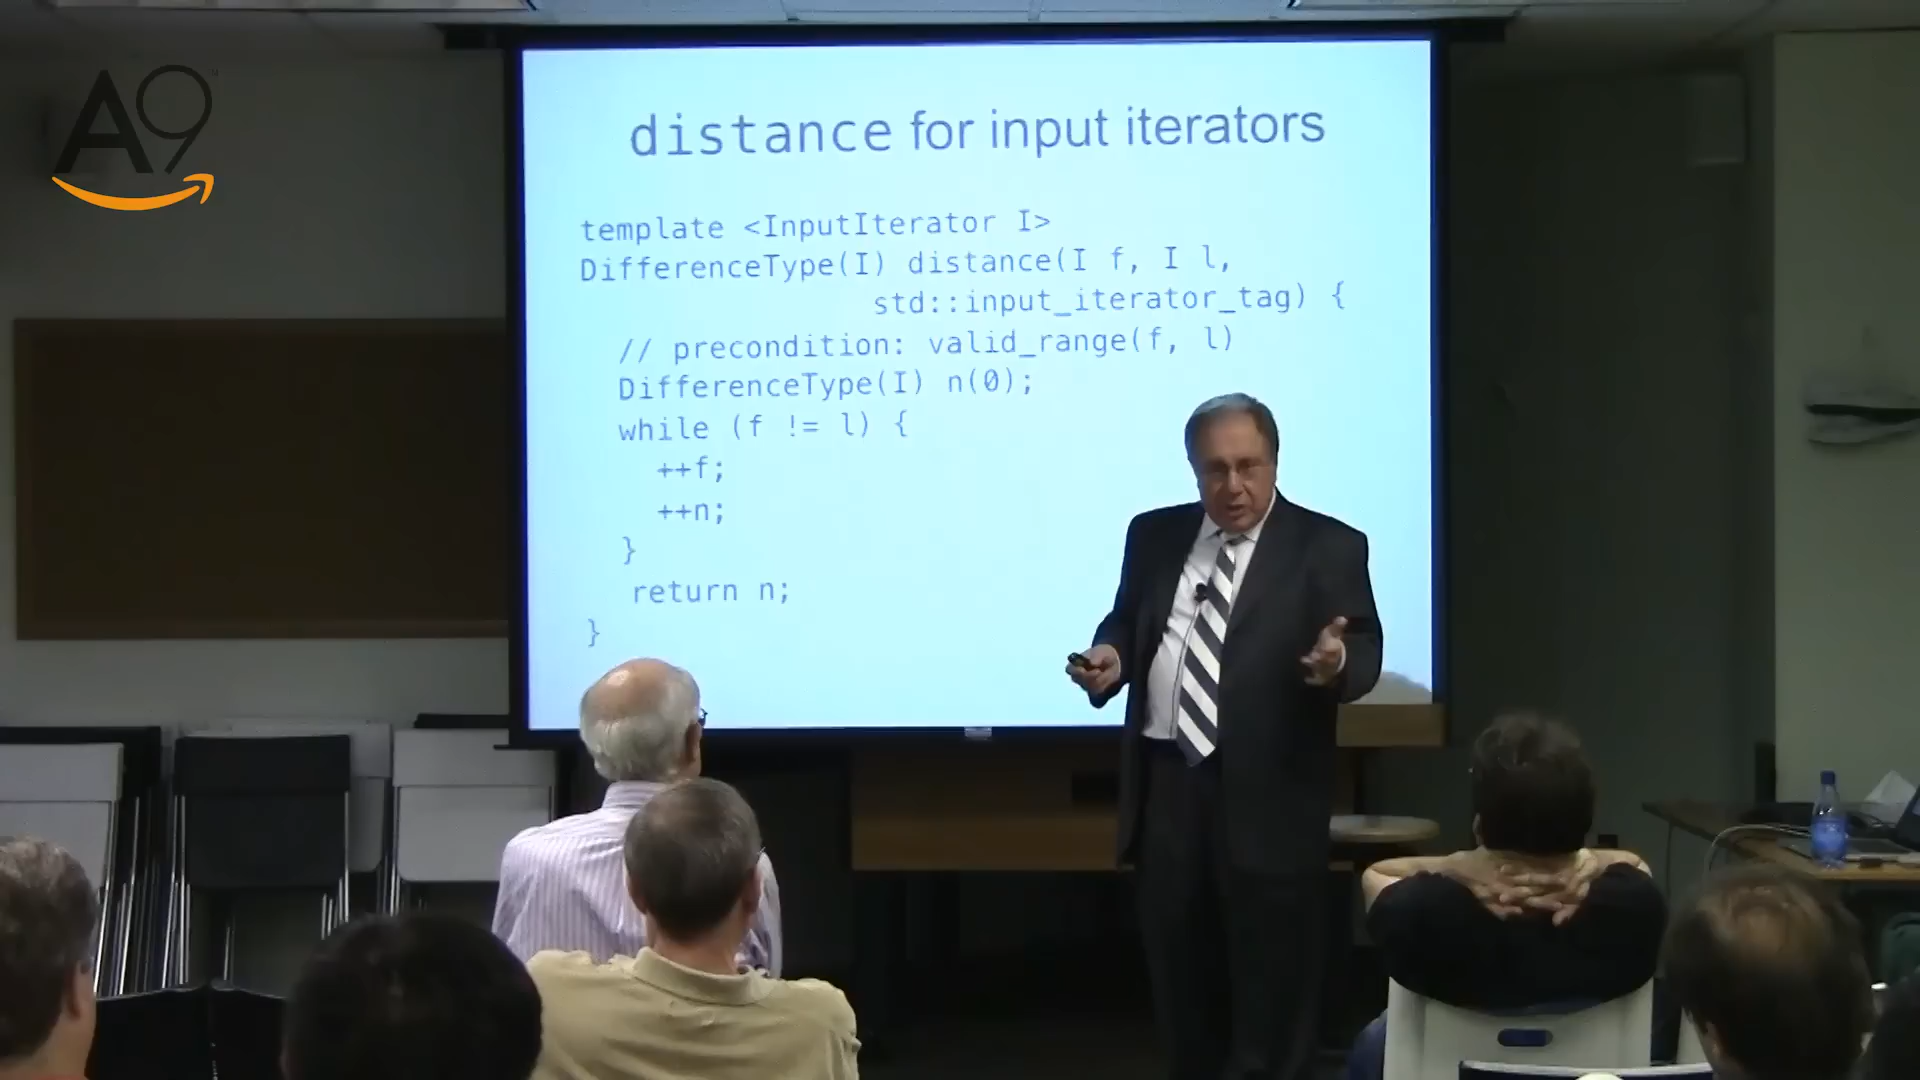 A9
distance for input iterators
template <InputIterator I>
DifferenceType(I) distance(I f, I l,
std::input_iterator_tag) {
// precondition: valid_range(f, l)
DifferenceType(I) n(0);
while (f != l) {
++f;
++n;
}
return n;
}